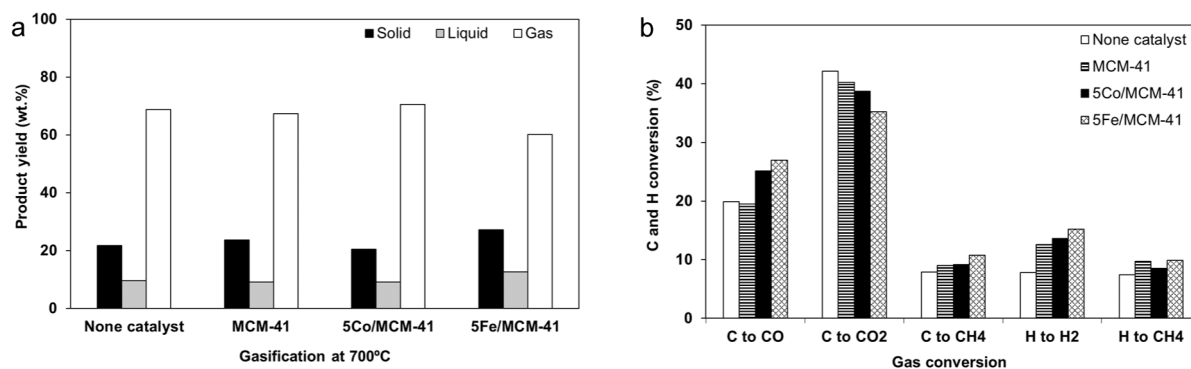 a
100
80
60
40
20
0
Product yield (wt.%)
Solid Liquid Gas
None catalyst MCM-41 5Co/MCM-41 5Fe/MCM-41
Gasification at 700ºC
b
50
40
30
20
10
0
C and H conversion (%)
None catalyst
MCM-41
5Co/MCM-41
5Fe/MCM-41
C to CO C to CO2 C to CH4 H to H2 H to CH4
Gas conversion